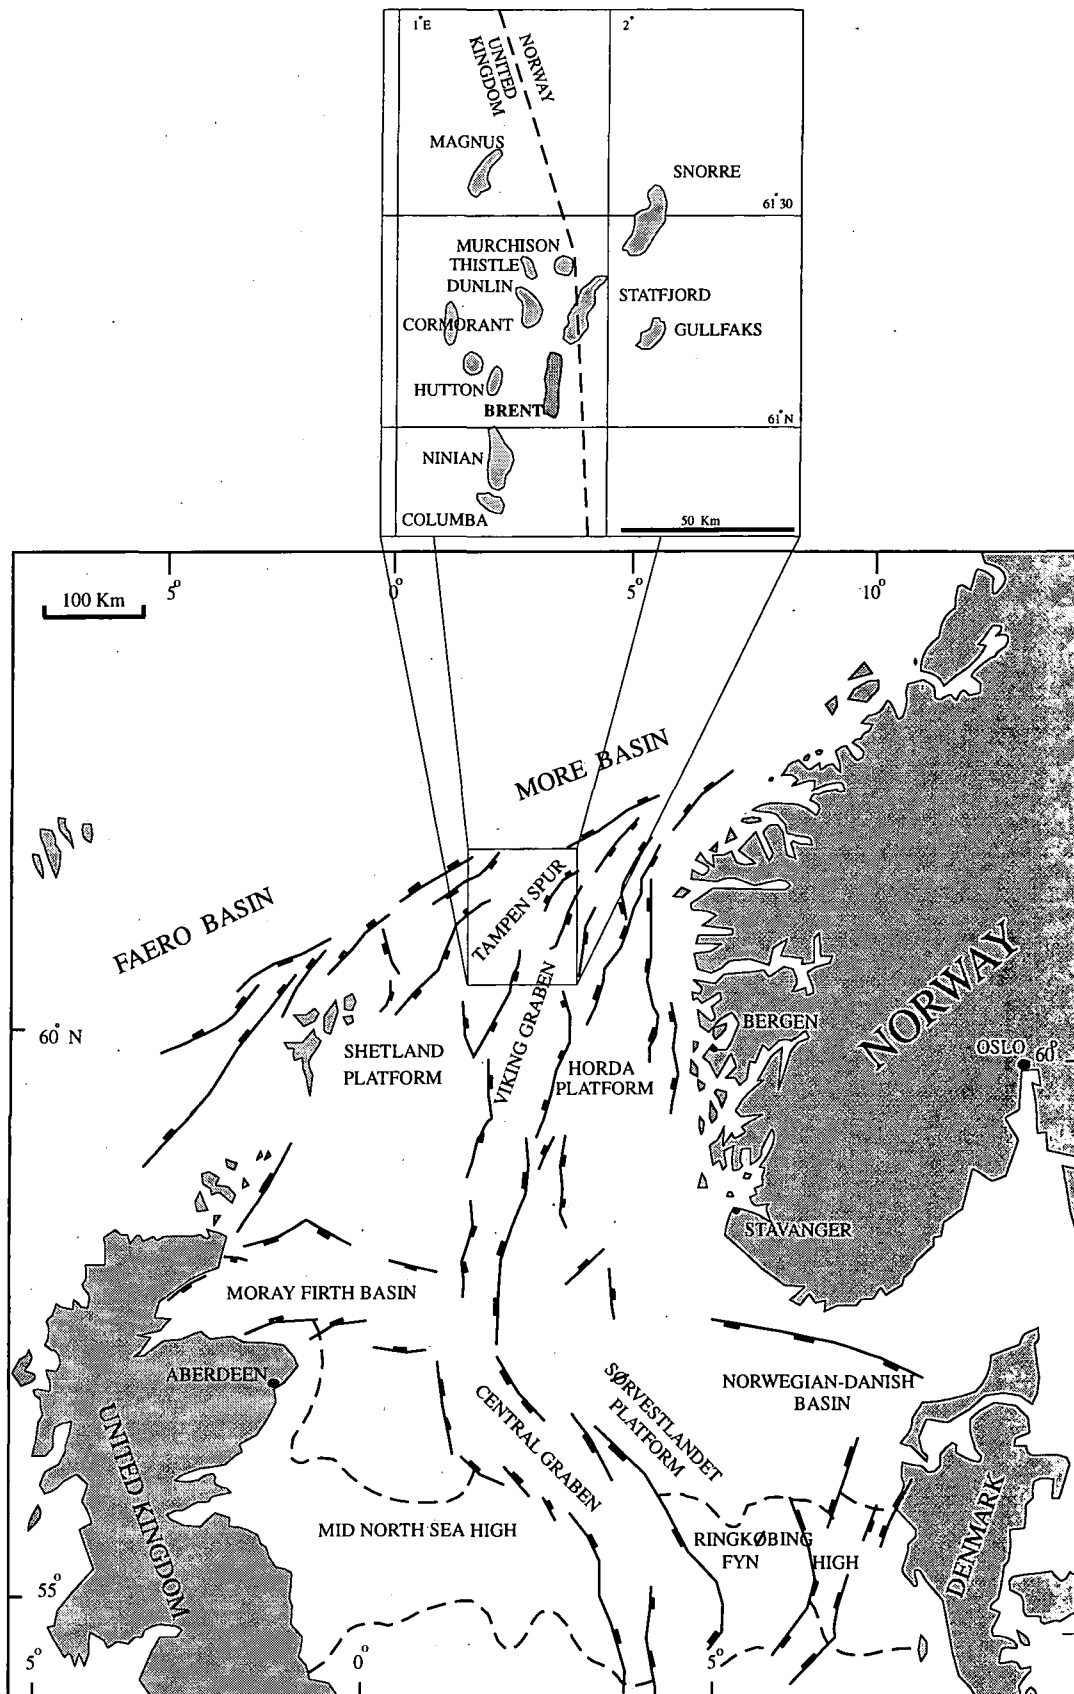 1° E
2°
NORWAY
UNITED
KINGDOM
MAGNUS
SNORRE
61° 30
MURCHISON
THISTLE
DUNLIN
STATFJORD
CORMORANT
GULLFAKS
HUTTON
BRENT
61° N
NINIAN
COLUMBA
50 Km
100 Km
5°
0°
5°
10°
MORE BASIN
FAERO BASIN
TAMPEN SPUR
60° N
SHETLAND
PLATFORM
VIKING GRABEN
HORDA
PLATFORM
BERGEN
NORWAY
OSLO
60°
STAVANGER
MORAY FIRTH BASIN
ABERDEEN
UNITED KINGDOM
CENTRAL GRABEN
SØRVESTLANDET
PLATFORM
NORWEGIAN-DANISH
BASIN
MID NORTH SEA HIGH
RINGKØBING
FYN HIGH
DENMARK
55°
5°
0°
5°